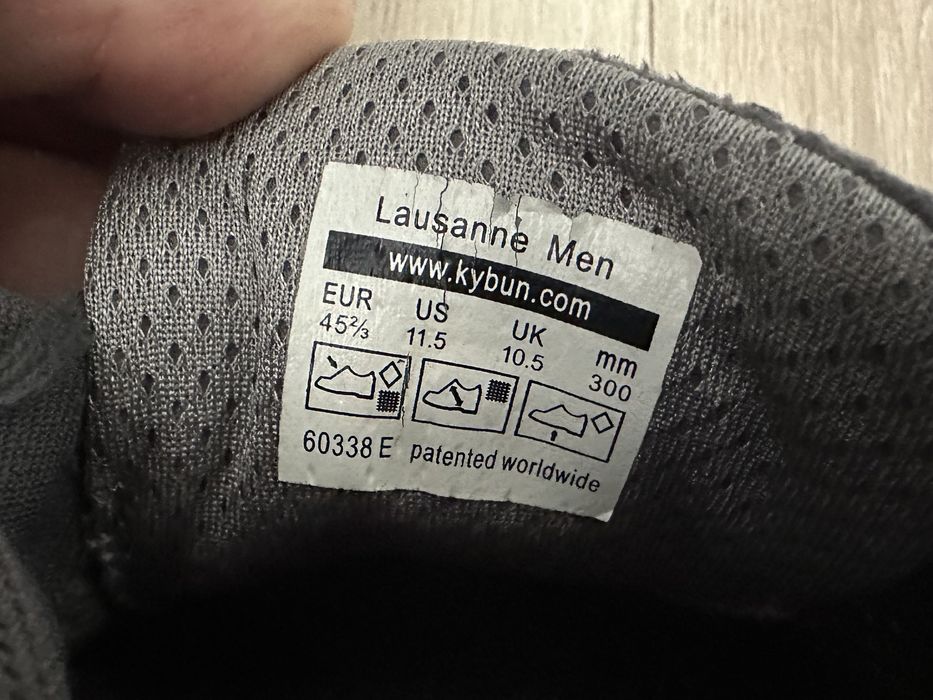 Lausanne Men
www.kybun.com
EUR US UK mm
45⅔ 11.5 10.5 300
60338 E patented worldwide